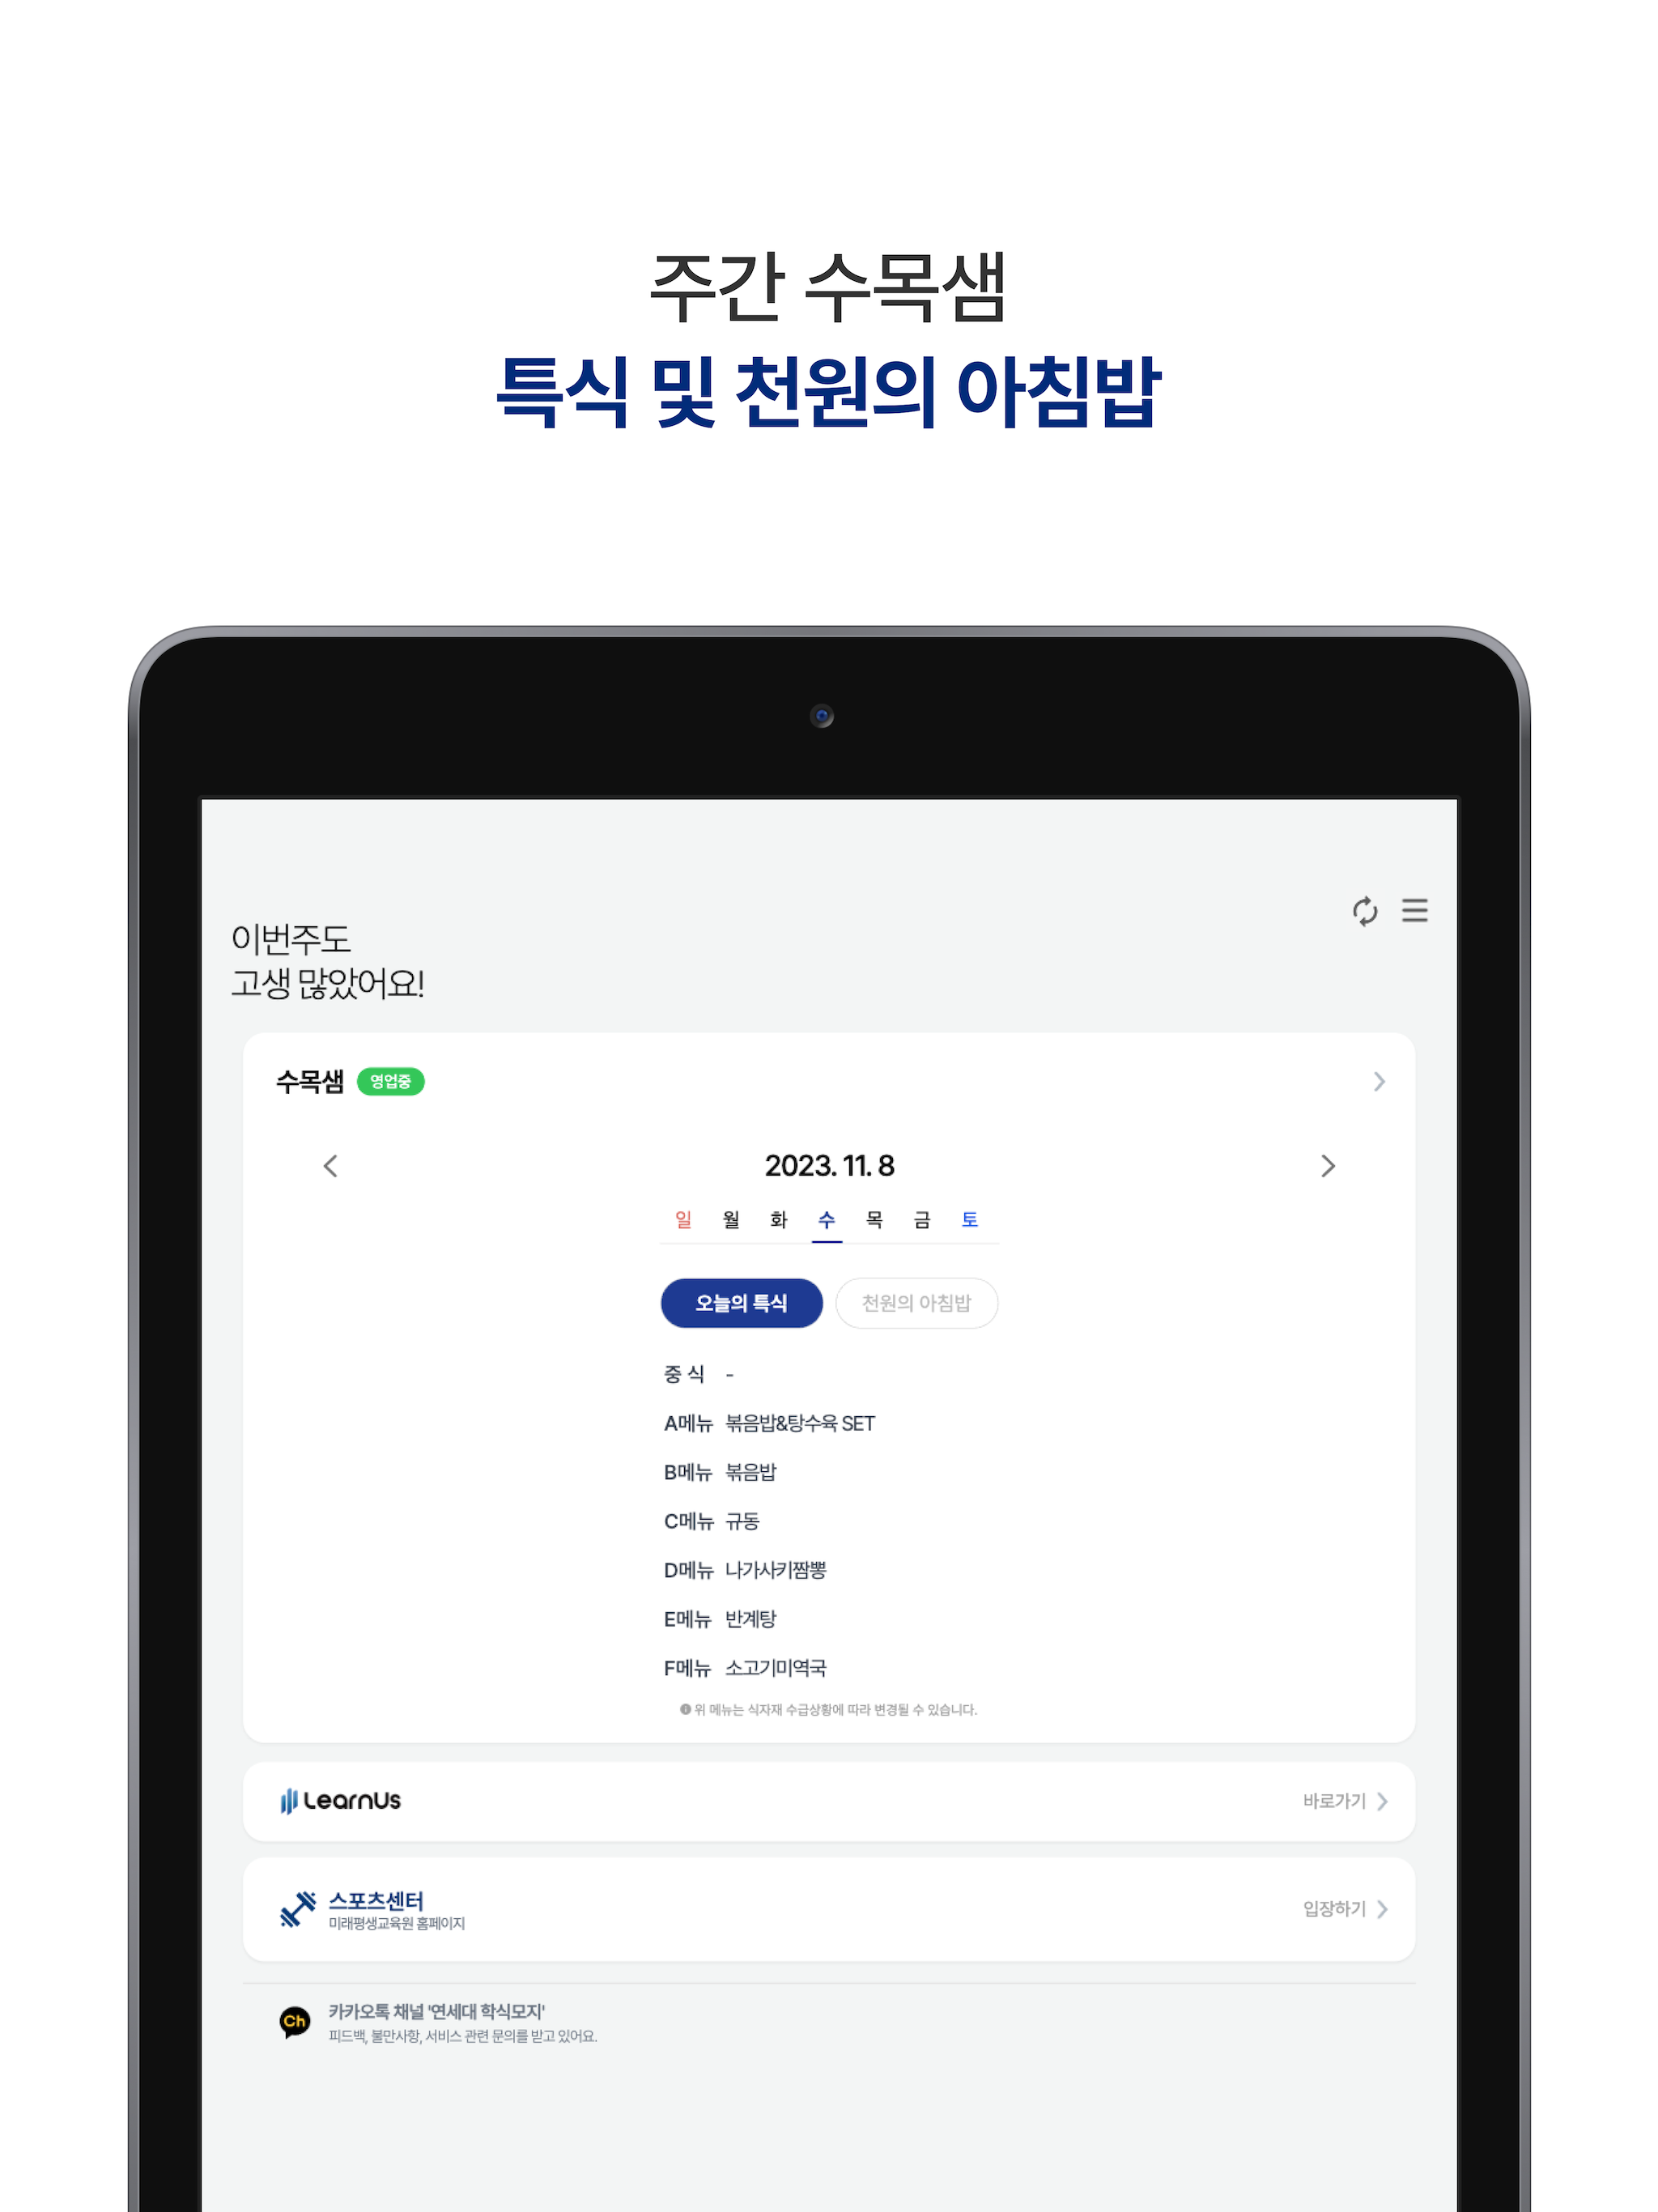 주간 수목샘
특식 및 천원의 아침밥
이번주도
고생 많았어요!
수목샘 영업중
2023. 11. 8
일 월 화 수 목 금 토
오늘의 특식 천원의 아침밥
중 식 -
A메뉴 볶음밥&탕수육 SET
B메뉴 볶음밥
C메뉴 규동
D메뉴 나가사키짬뽕
E메뉴 반계탕
F메뉴 소고기미역국
위 메뉴는 식자재 수급상황에 따라 변경될 수 있습니다.
LearnUs 바로가기
스포츠센터
미래평생교육원 홈페이지
입장하기
Ch 카카오톡 채널 '연세대 학식모지'
피드백, 불만사항, 서비스 관련 문의를 받고 있어요.